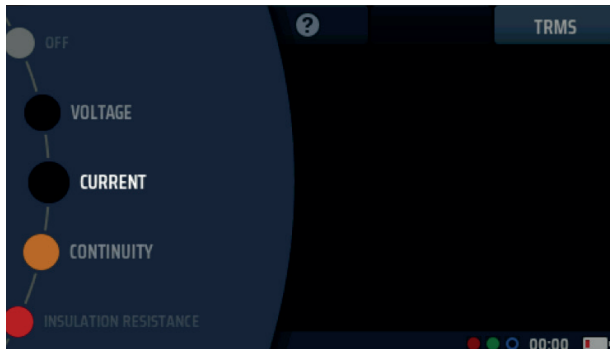 OFF
? TRMS
VOLTAGE
CURRENT
CONTINUITY
INSULATION RESISTANCE
00:00